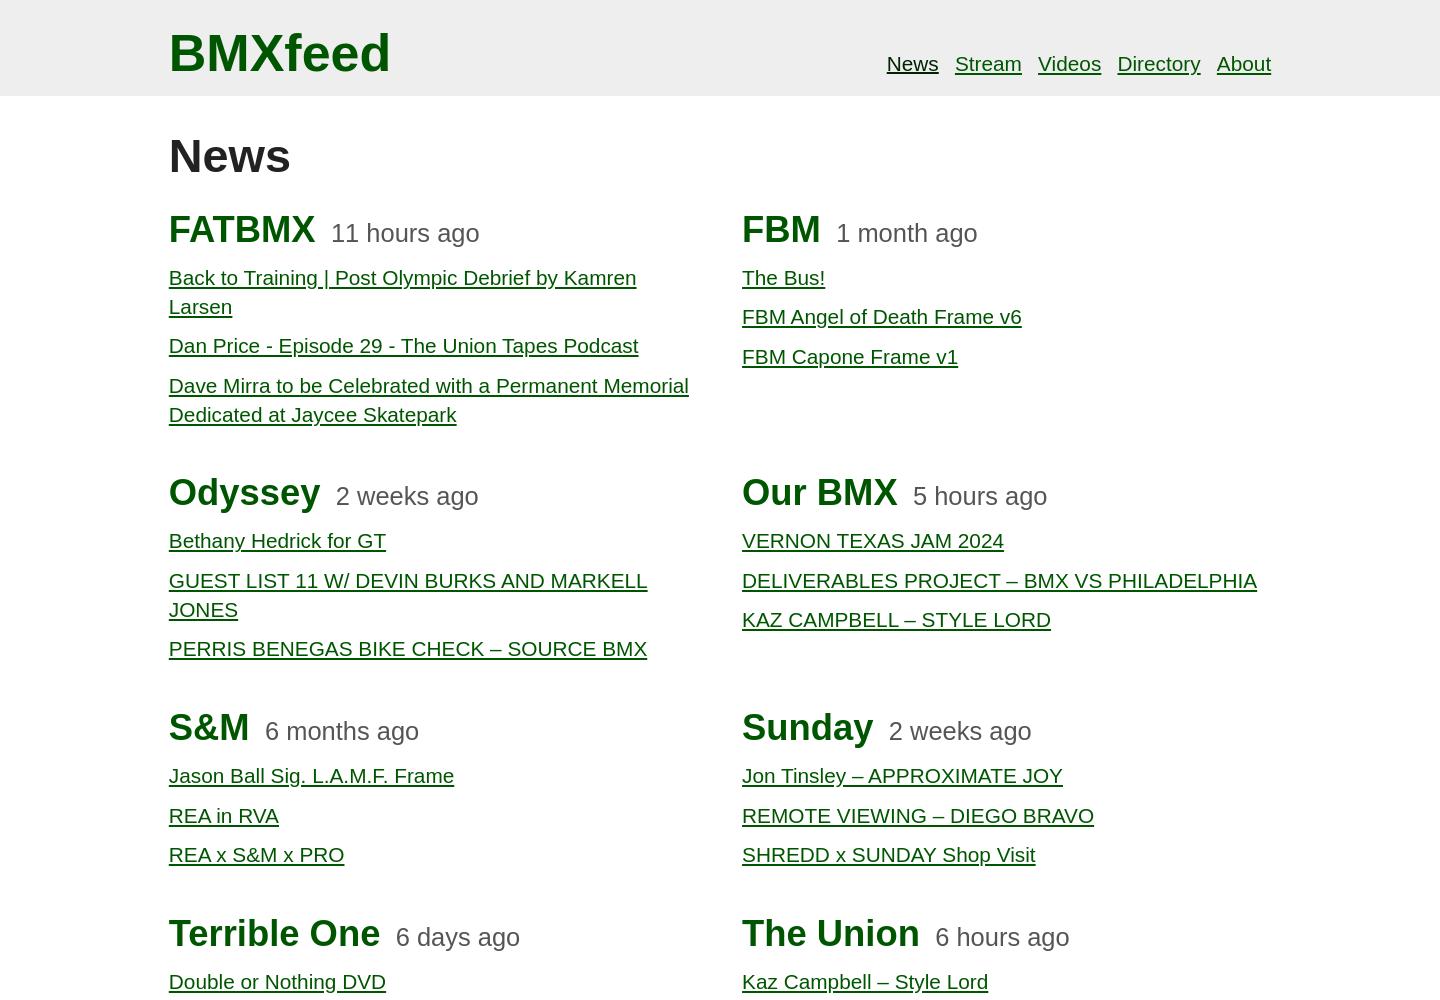 BMXfeed
News Stream Videos Directory About
News
FATBMX 11 hours ago
Back to Training | Post Olympic Debrief by Kamren
Larsen
Dan Price - Episode 29 - The Union Tapes Podcast
Dave Mirra to be Celebrated with a Permanent Memorial
Dedicated at Jaycee Skatepark
FBM 1 month ago
The Bus!
FBM Angel of Death Frame v6
FBM Capone Frame v1
Odyssey 2 weeks ago
Bethany Hedrick for GT
GUEST LIST 11 W/ DEVIN BURKS AND MARKELL
JONES
PERRIS BENEGAS BIKE CHECK – SOURCE BMX
Our BMX 5 hours ago
VERNON TEXAS JAM 2024
DELIVERABLES PROJECT – BMX VS PHILADELPHIA
KAZ CAMPBELL – STYLE LORD
S&M 6 months ago
Jason Ball Sig. L.A.M.F. Frame
REA in RVA
REA x S&M x PRO
Sunday 2 weeks ago
Jon Tinsley – APPROXIMATE JOY
REMOTE VIEWING – DIEGO BRAVO
SHREDD x SUNDAY Shop Visit
Terrible One 6 days ago
Double or Nothing DVD
The Union 6 hours ago
Kaz Campbell – Style Lord